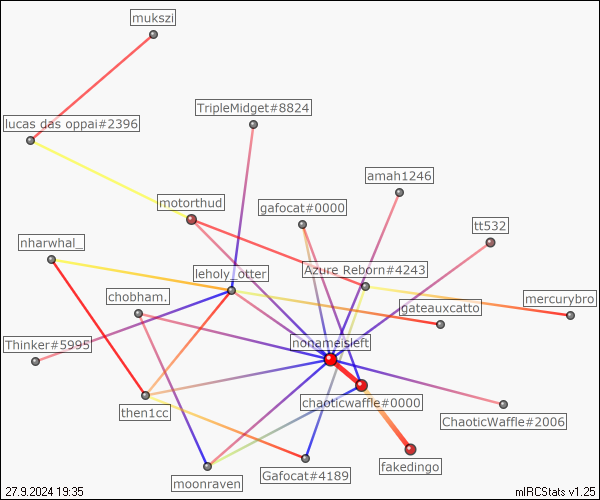 mukszi
lucas das oppai#2396
TripleMidget#8824
amah1246
motorthud
gafocat#0000
tt532
nharwhal_
leholy_otter
Azure Reborn#4243
chobham.
gateauxcatto
mercurybro
Thinker#5995
nonameisleft
then1cc
chaoticwaffle#0000
ChaoticWaffle#2006
moonraven
Gafocat#4189
fakedingo
27.9.2024 19:35
mIRCStats v1.25